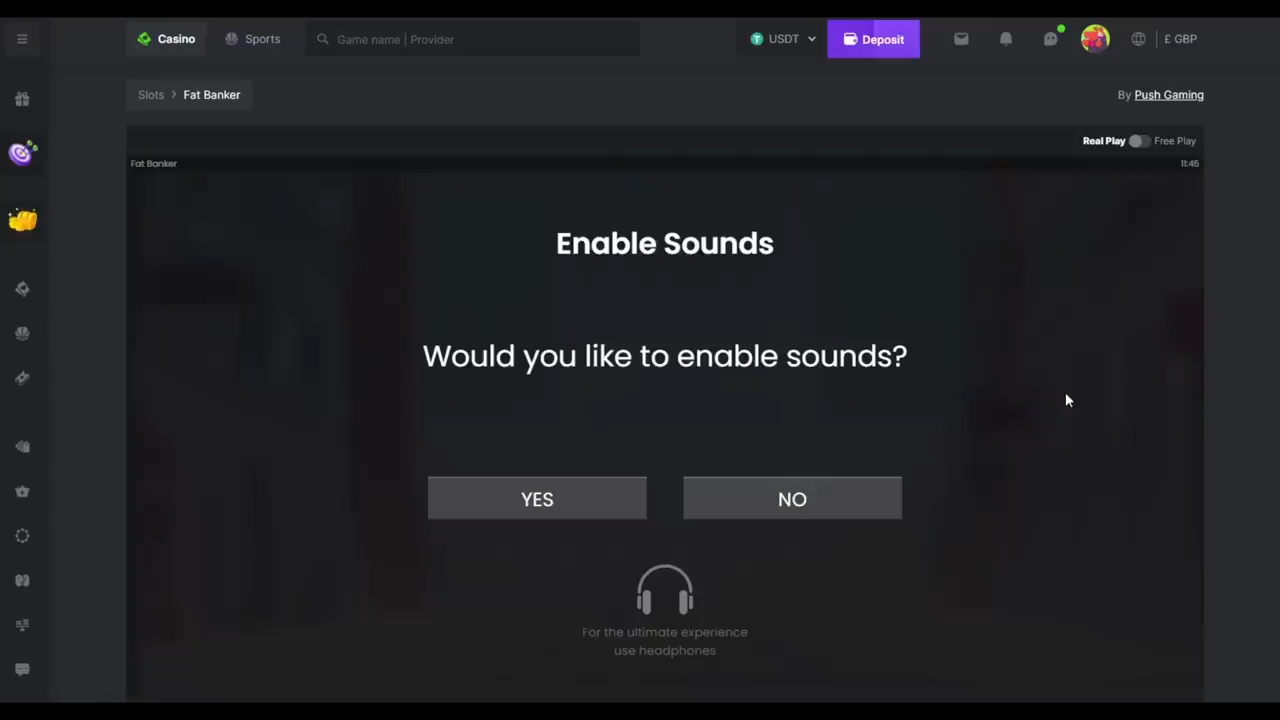 Casino
Sports
Game name | Provider
USDT
Deposit
£ GBP
Slots > Fat Banker
By Push Gaming
Real Play
Free Play
Fat Banker
11:45
Enable Sounds
Would you like to enable sounds?
YES
NO
For the ultimate experience
use headphones